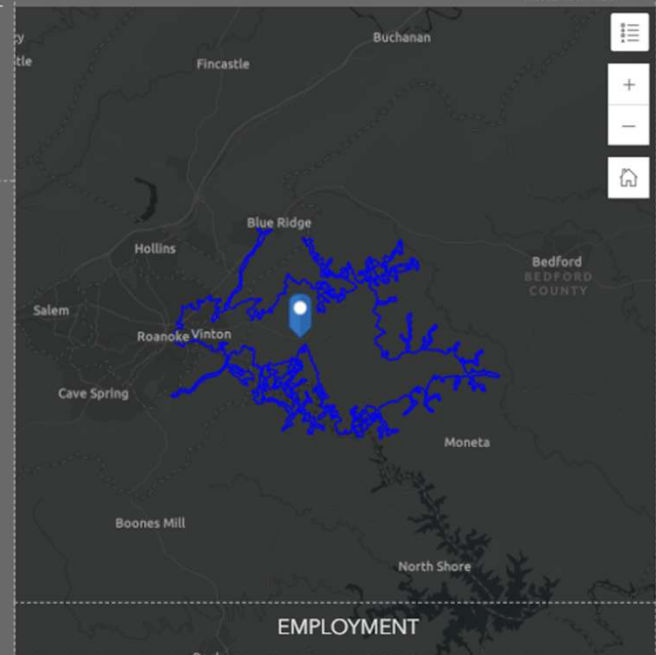 Buchanan
Fincastle
Blue Ridge
Hollins
Bedford
BEDFORD
COUNTY
Salem
Roanoke Vinton
Cave Spring
Moneta
Boones Mill
North Shore
EMPLOYMENT